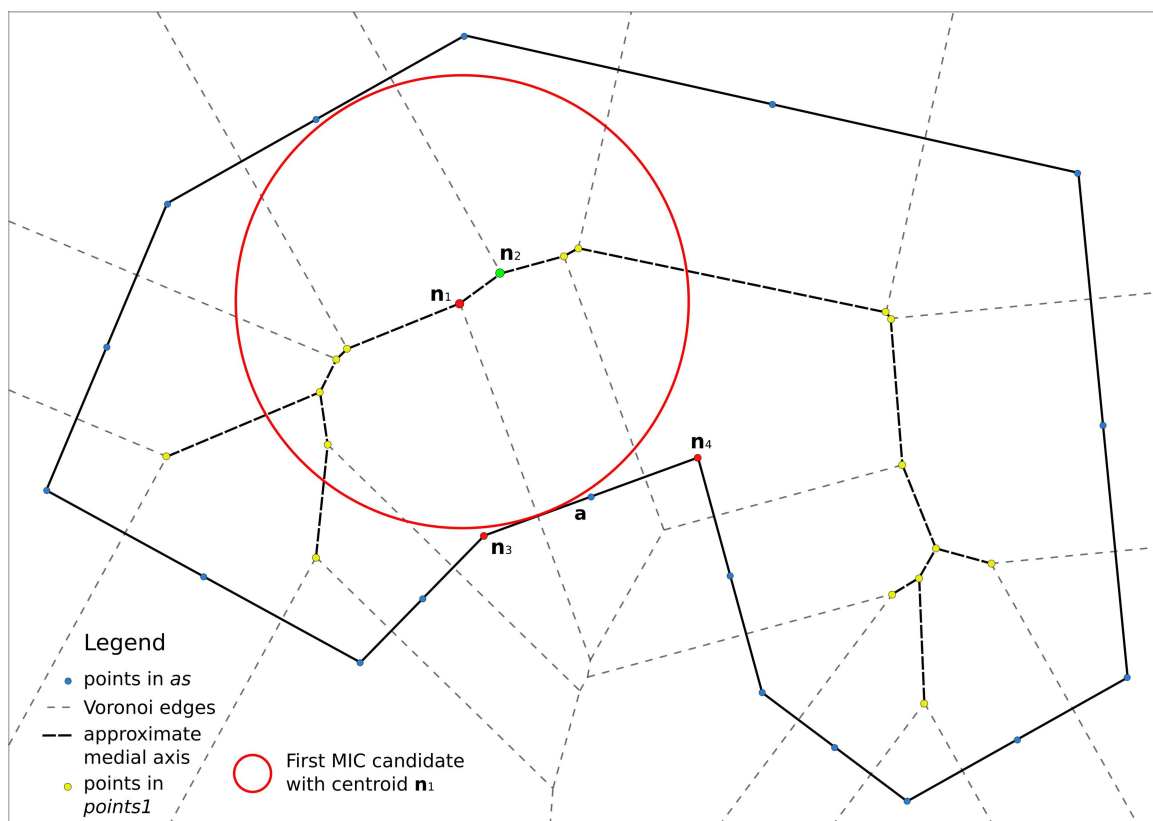 n₂
n₁
n₄
a
n₃
Legend
points in as
Voronoi edges
approximate
medial axis
points in
points1
First MIC candidate
with centroid n₁